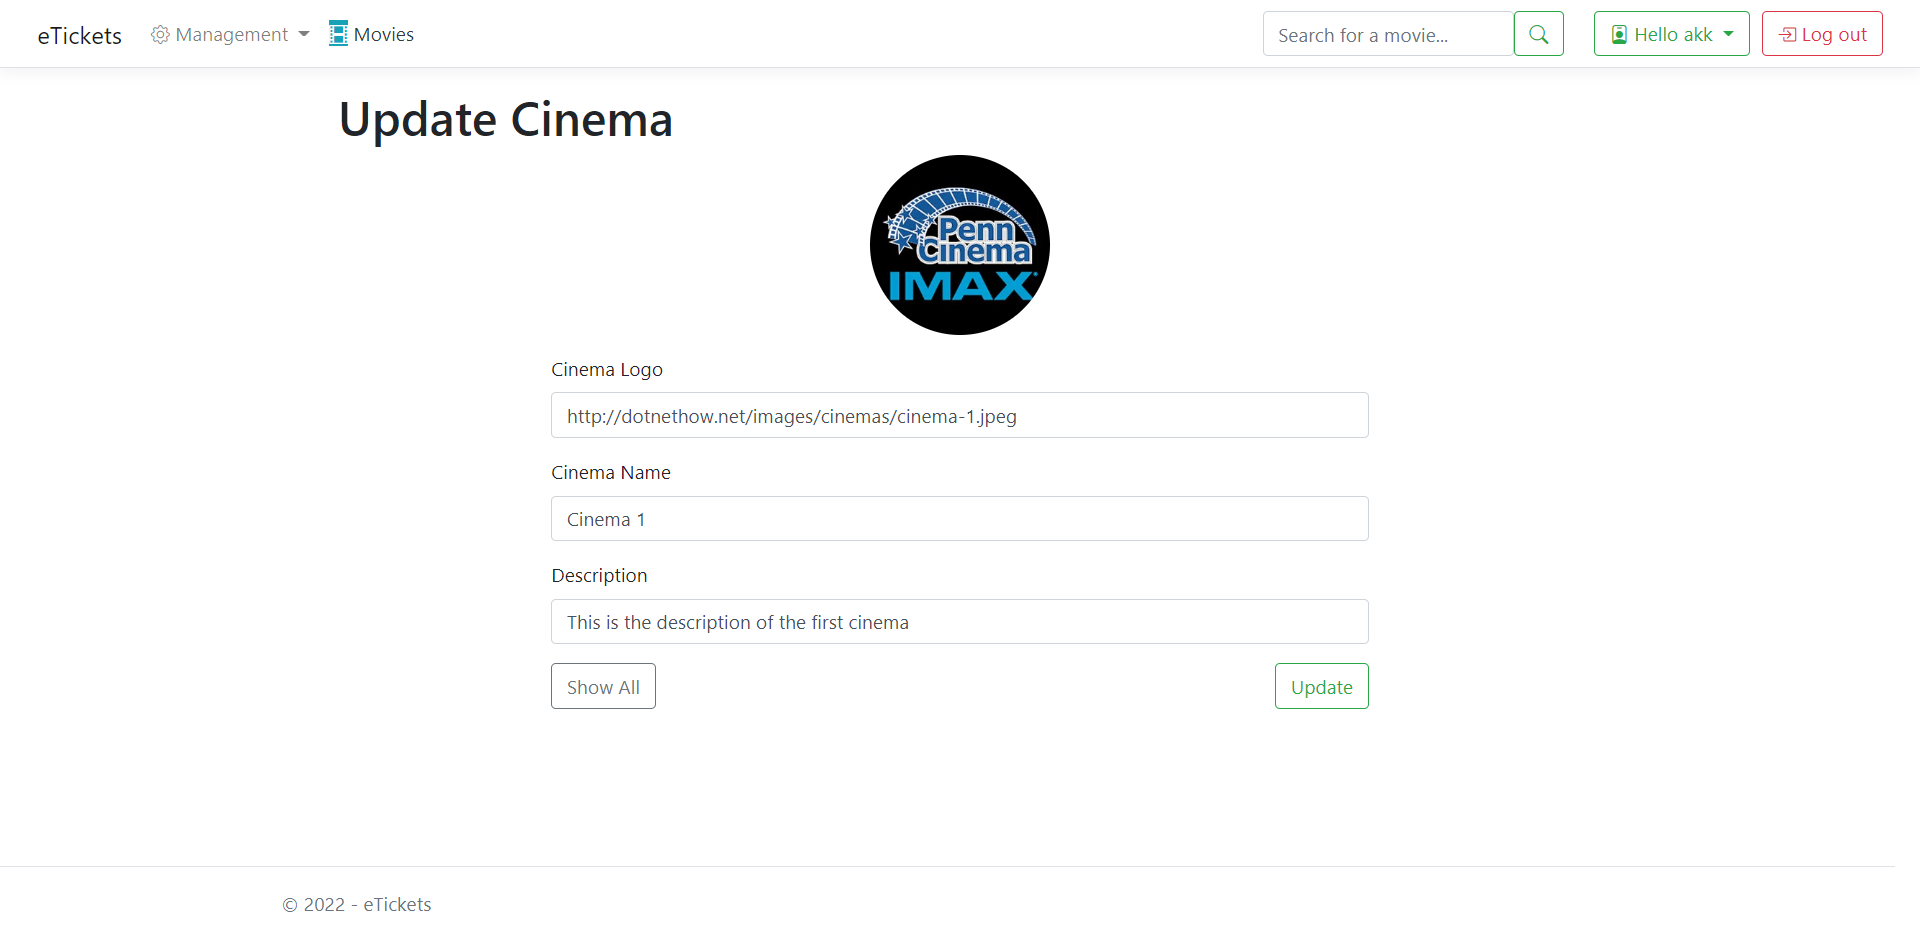 eTickets Management Movies Search for a movie... Hello akk Log out
Update Cinema
Penn
Cinema
IMAX
Cinema Logo
http://dotnethow.net/images/cinemas/cinema-1.jpeg
Cinema Name
Cinema 1
Description
This is the description of the first cinema
Show All Update
© 2022 - eTickets